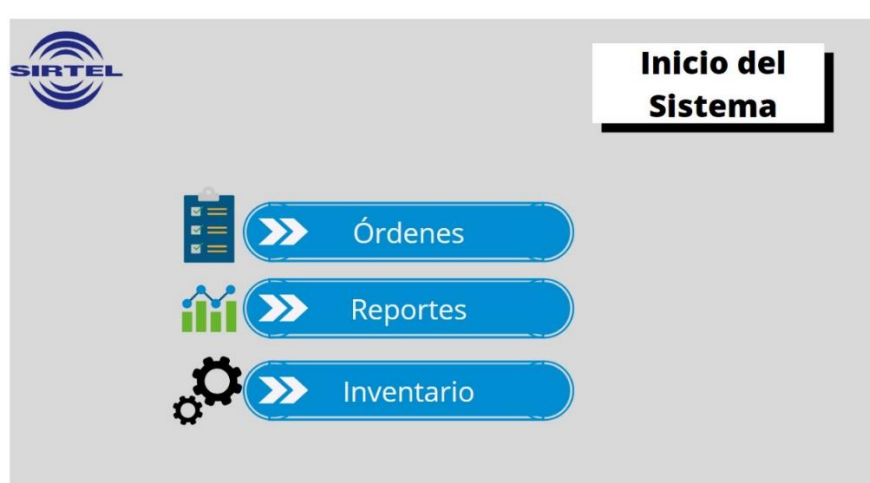 SIRTEL
Inicio del
Sistema
Órdenes
Reportes
Inventario